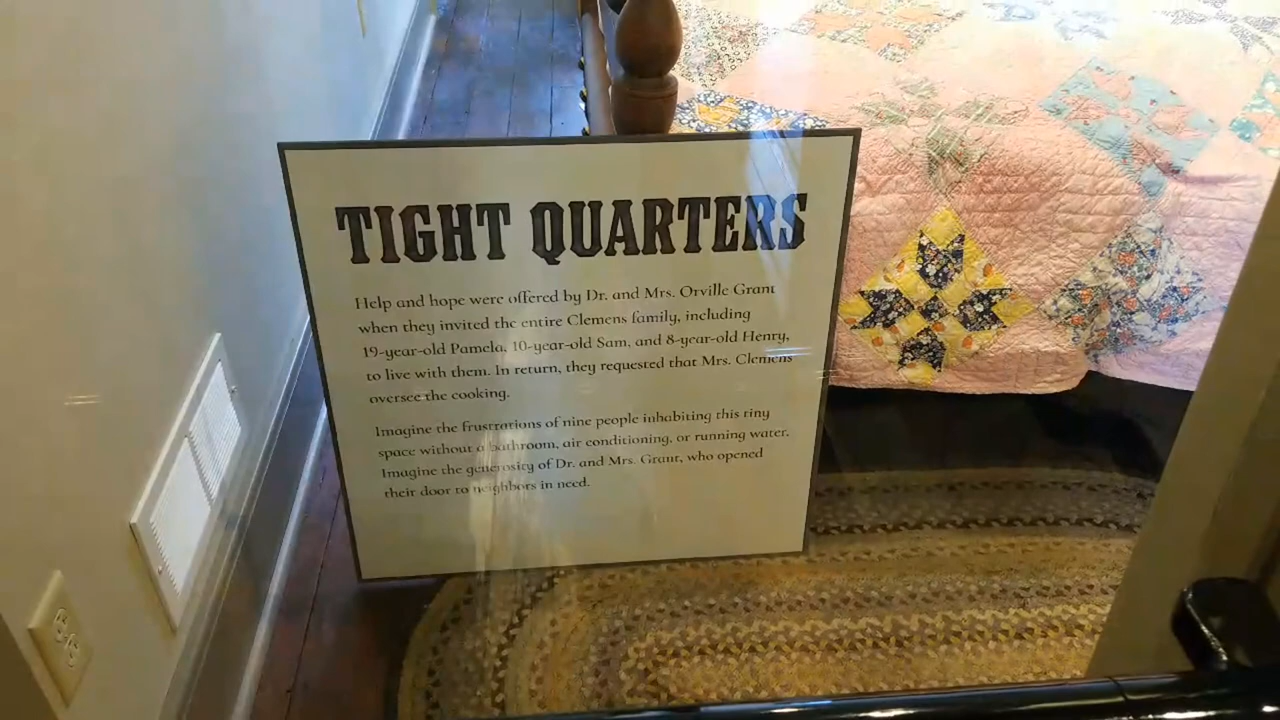 TIGHT QUARTERS
Help and hope were offered by Dr. and Mrs. Orville Grant
when they invited the entire Clemens family, including
19-year-old Pamela, 10-year-old Sam, and 8-year-old Henry,
to live with them. In return, they requested that Mrs. Clemens
oversee the cooking.
Imagine the frustrations of nine people inhabiting this tiny
space without a bathroom, air conditioning, or running water.
Imagine the generosity of Dr. and Mrs. Grant, who opened
their door to neighbors in need.